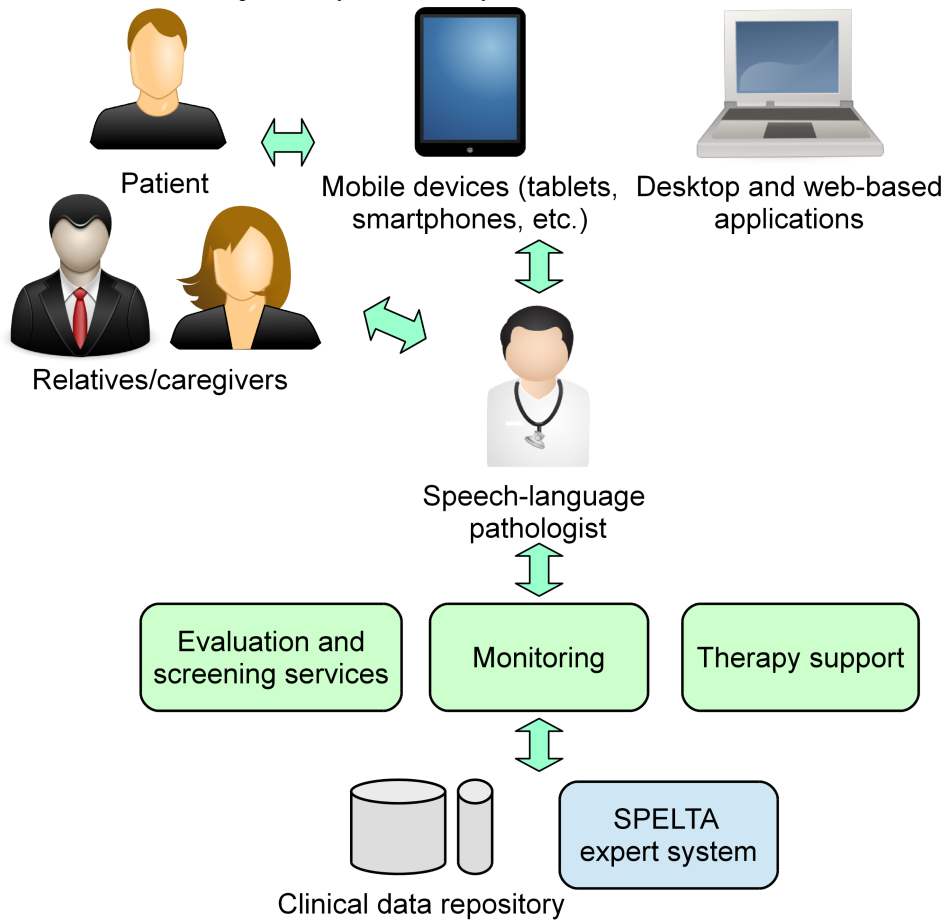 Patient
Mobile devices (tablets,
smartphones, etc.)
Desktop and web-based
applications
Relatives/caregivers
Speech-language
pathologist
Evaluation and
screening services
Monitoring
Therapy support
SPELTA
expert system
Clinical data repository